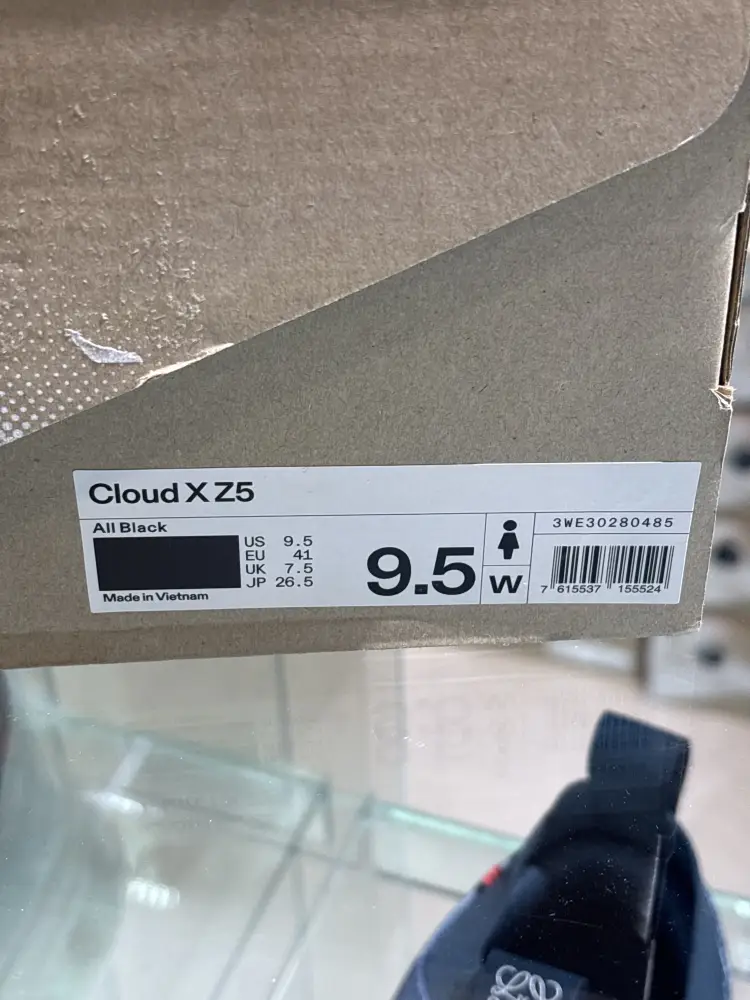 Cloud X Z5
All Black
US 9.5
EU 41
UK 7.5
JP 26.5
Made in Vietnam
9.5
W
3WE30280485
7 615537 155524